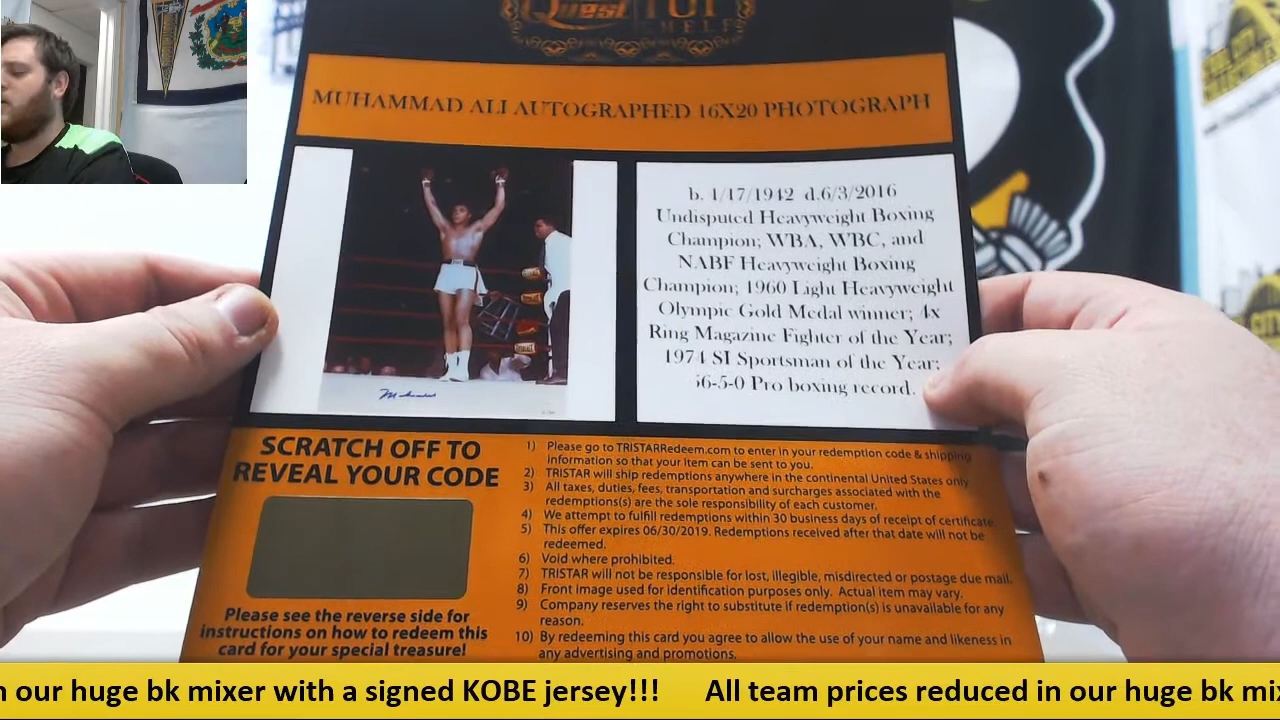 Quest TOP
SHELF
MUHAMMAD ALI AUTOGRAPHED 16X20 PHOTOGRAPH
b. 1/17/1942 d.6/3/2016
Undisputed Heavyweight Boxing
Champion; WBA, WBC, and
NABF Heavyweight Boxing
Champion; 1960 Light Heavyweight
Olympic Gold Medal winner; 4x
Ring Magazine Fighter of the Year;
1974 SI Sportsman of the Year;
6-5-0 Pro boxing record.
SCRATCH OFF TO
REVEAL YOUR CODE
Please see the reverse side for
instructions on how to redeem this
card for your special treasure!
1) Please go to TRISTARRedeem.com to enter in your redemption code & shipping
information so that your item can be sent to you.
2) TRISTAR will ship redemptions anywhere in the continental United States only
3) All taxes, duties, fees, transportation and surcharges associated with the
redemptions(s) are the sole responsibility of each customer.
4) We attempt to fulfill redemptions within 30 business days of receipt of certificate
5) This offer expires 06/30/2019. Redemptions received after that date will not be
redeemed.
6) Void where prohibited.
7) TRISTAR will not be responsible for lost, illegible, misdirected or postage due mail.
8) Front image used for identification purposes only. Actual item may vary.
9) Company reserves the right to substitute if redemption(s) is unavailable for any
reason.
10) By redeeming this card you agree to allow the use of your name and likeness in
any advertising and promotions.
n our huge bk mixer with a signed KOBE jersey!!! All team prices reduced in our huge bk mix